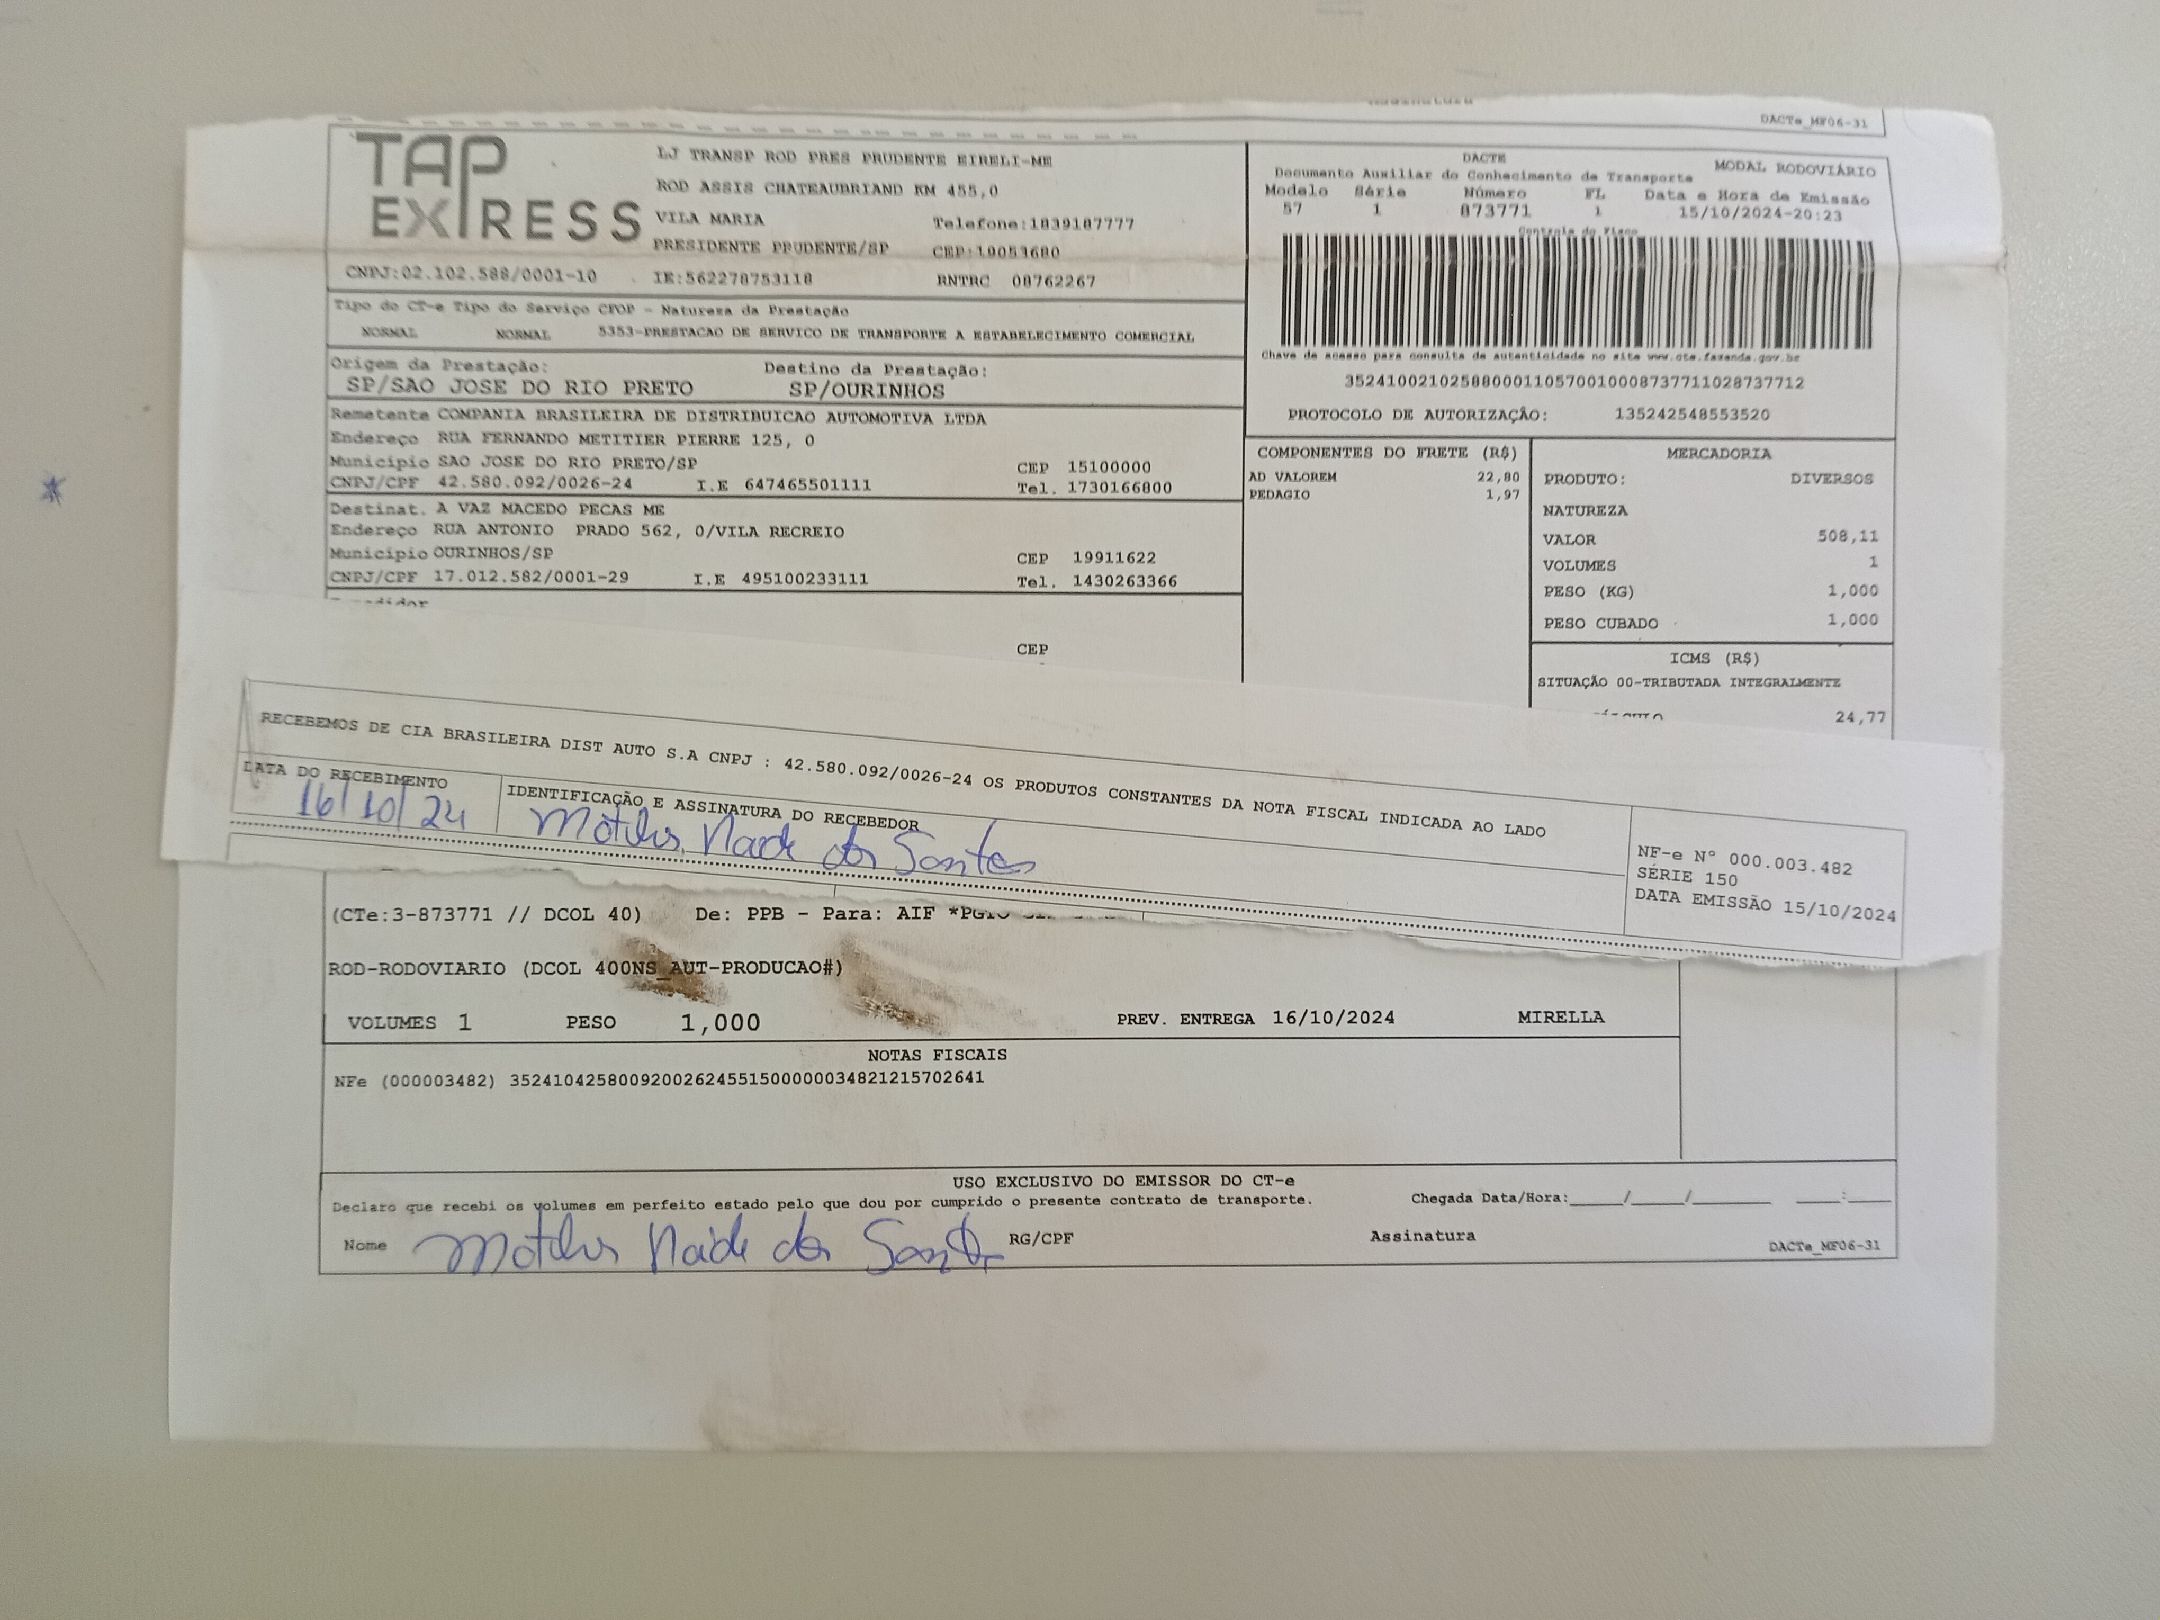 DACTe_MF06-31
TAP EXPRESS
LJ TRANSP ROD PRES PRUDENTE EIRELI-ME
ROD ASSIS CHATEAUBRIAND KM 455,0
VILA MARIA Telefone:1839187777
PRESIDENTE PRUDENTE/SP CEP:19053680
CNPJ:02.102.588/0001-10 IE:562278753118 RNTRC 08762267
DACTE MODAL RODOVIÁRIO
Documento Auxiliar do Conhecimento de Transporte
Modelo Série Número FL Data e Hora de Emissão
57 1 873771 1 15/10/2024-20:23
Controle do Fisco
Chave de acesso para consulta de autenticidade no site www.cte.fazenda.gov.br
35241002102588000110570010008737711028737712
PROTOCOLO DE AUTORIZAÇÃO: 135242548553520
Tipo do CT-e Tipo do Serviço CFOP - Natureza da Prestação
NORMAL NORMAL 5353-PRESTACAO DE SERVICO DE TRANSPORTE A ESTABELECIMENTO COMERCIAL
Origem da Prestação: Destino da Prestação:
SP/SAO JOSE DO RIO PRETO SP/OURINHOS
Remetente COMPANIA BRASILEIRA DE DISTRIBUICAO AUTOMOTIVA LTDA
Endereço RUA FERNANDO METITIER PIERRE 125, 0
Município SAO JOSE DO RIO PRETO/SP CEP 15100000
CNPJ/CPF 42.580.092/0026-24 I.E 647465501111 Tel. 1730166800
Destinat. A VAZ MACEDO PECAS ME
Endereço RUA ANTONIO PRADO 562, 0/VILA RECREIO
Município OURINHOS/SP CEP 19911622
CNPJ/CPF 17.012.582/0001-29 I.E 495100233111 Tel. 1430263366
CEP
COMPONENTES DO FRETE (R$)
AD VALOREM 22,80
PEDAGIO 1,97
MERCADORIA
PRODUTO: DIVERSOS
NATUREZA
VALOR 508,11
VOLUMES 1
PESO (KG) 1,000
PESO CUBADO 1,000
ICMS (R$)
SITUAÇÃO 00-TRIBUTADA INTEGRALMENTE
24,77
RECEBEMOS DE CIA BRASILEIRA DIST AUTO S.A CNPJ : 42.580.092/0026-24 OS PRODUTOS CONSTANTES DA NOTA FISCAL INDICADA AO LADO
DATA DO RECEBIMENTO IDENTIFICAÇÃO E ASSINATURA DO RECEBEDOR
16/10/24 dos Santos
NF-e N° 000.003.482
SÉRIE 150
DATA EMISSÃO 15/10/2024
(CTe:3-873771 // DCOL 40) De: PPB - Para: AIF
ROD-RODOVIARIO (DCOL 400NS_AUT-PRODUCAO#)
VOLUMES 1 PESO 1,000 PREV. ENTREGA 16/10/2024 MIRELLA
NOTAS FISCAIS
NFe (000003482) 35241042580092002624551500000034821215702641
USO EXCLUSIVO DO EMISSOR DO CT-e
Declaro que recebi os volumes em perfeito estado pelo que dou por cumprido o presente contrato de transporte. Chegada Data/Hora:____/____/________ ____:____
Nome dos RG/CPF Assinatura
DACTe_MF06-31